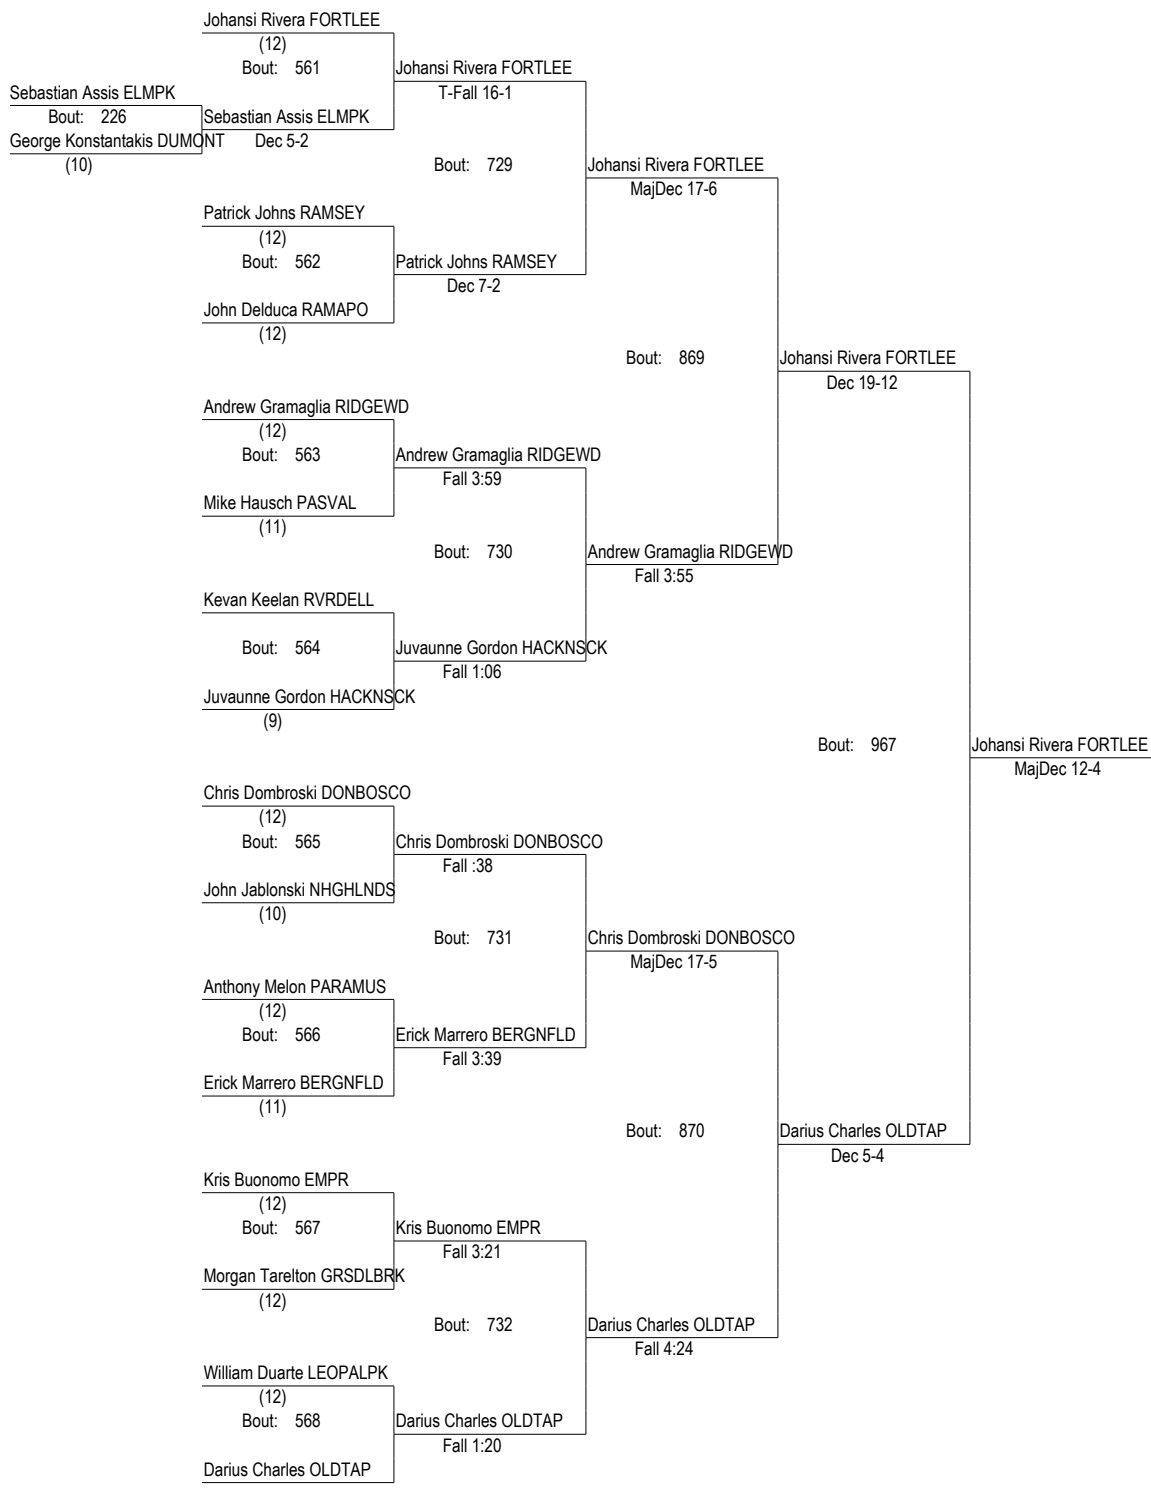 Johansi Rivera FORTLEE
(12)
Bout: 561
Johansi Rivera FORTLEE
T-Fall 16-1
Sebastian Assis ELMPK
Bout: 226
Sebastian Assis ELMPK
George Konstantakis DUMONT
Dec 5-2
(10)
Bout: 729
Johansi Rivera FORTLEE
MajDec 17-6
Patrick Johns RAMSEY
(12)
Bout: 562
Patrick Johns RAMSEY
Dec 7-2
John Delduca RAMAPO
(12)
Bout: 869
Johansi Rivera FORTLEE
Dec 19-12
Andrew Gramaglia RIDGEWD
(12)
Bout: 563
Andrew Gramaglia RIDGEWD
Fall 3:59
Mike Hausch PASVAL
(11)
Bout: 730
Andrew Gramaglia RIDGEWD
Fall 3:55
Kevan Keelan RVRDELL
Bout: 564
Juvaunne Gordon HACKNSCK
Fall 1:06
Juvaunne Gordon HACKNSCK
(9)
Bout: 967
Johansi Rivera FORTLEE
MajDec 12-4
Chris Dombroski DONBOSCO
(12)
Bout: 565
Chris Dombroski DONBOSCO
Fall :38
John Jablonski NHGHLNDS
(10)
Bout: 731
Chris Dombroski DONBOSCO
MajDec 17-5
Anthony Melon PARAMUS
(12)
Bout: 566
Erick Marrero BERGNFLD
Fall 3:39
Erick Marrero BERGNFLD
(11)
Bout: 870
Darius Charles OLDTAP
Dec 5-4
Kris Buonomo EMPR
(12)
Bout: 567
Kris Buonomo EMPR
Fall 3:21
Morgan Tarelton GRSDLBRK
(12)
Bout: 732
Darius Charles OLDTAP
Fall 4:24
William Duarte LEOPALPK
(12)
Bout: 568
Darius Charles OLDTAP
Fall 1:20
Darius Charles OLDTAP